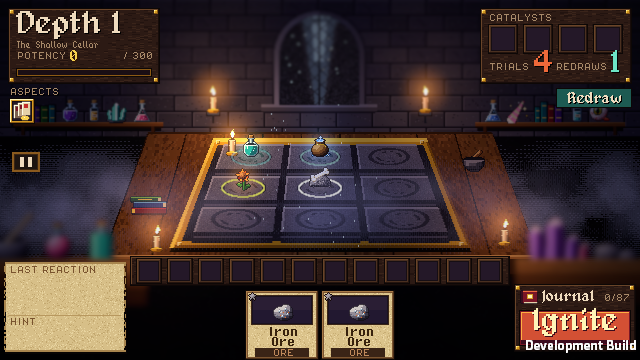 Depth 1
The Shallow Cellar
POTENCY 0 / 300
ASPECTS
CATALYSTS
TRIALS 4 REDRAWS 1
Redraw
LAST REACTION
HINT
Iron
Ore
ORE
Iron
Ore
ORE
Journal 0/87
Ignite
Development Build